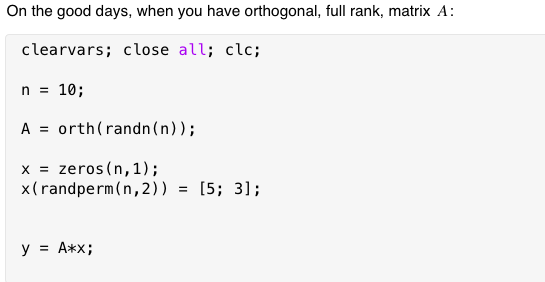 On the good days, when you have orthogonal, full rank, matrix A:
clearvars; close all; clc;
n = 10;
A = orth(randn(n));
x = zeros(n,1);
x(randperm(n,2)) = [5; 3];
y = A*x;